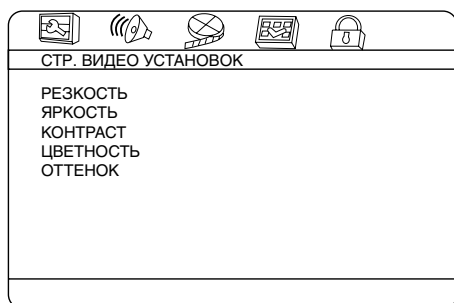 СТР. ВИДЕО УСТАНОВОК
РЕЗКОСТЬ
ЯРКОСТЬ
КОНТРАСТ
ЦВЕТНОСТЬ
ОТТЕНОК